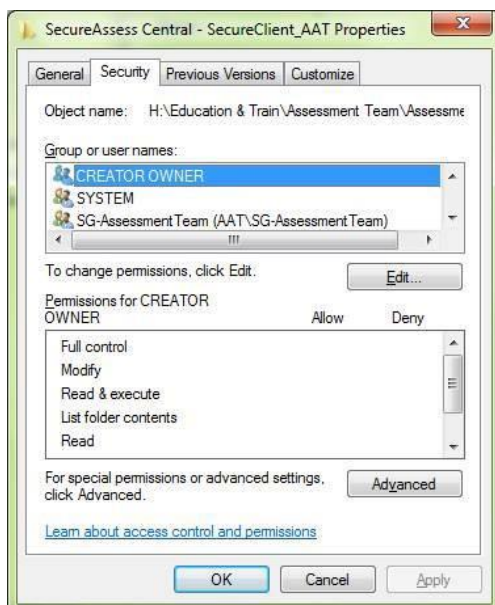 SecureAssess Central - SecureClient_AAT Properties
General Security Previous Versions Customize
Object name: H:\Education & Train\Assessment Team\Assessme
Group or user names:
CREATOR OWNER
SYSTEM
SG-AssessmentTeam (AAT\SG-AssessmentTeam)
To change permissions, click Edit.
Edit...
Permissions for CREATOR
OWNER Allow Deny
Full control
Modify
Read & execute
List folder contents
Read
For special permissions or advanced settings,
click Advanced.
Advanced
Learn about access control and permissions
OK Cancel Apply